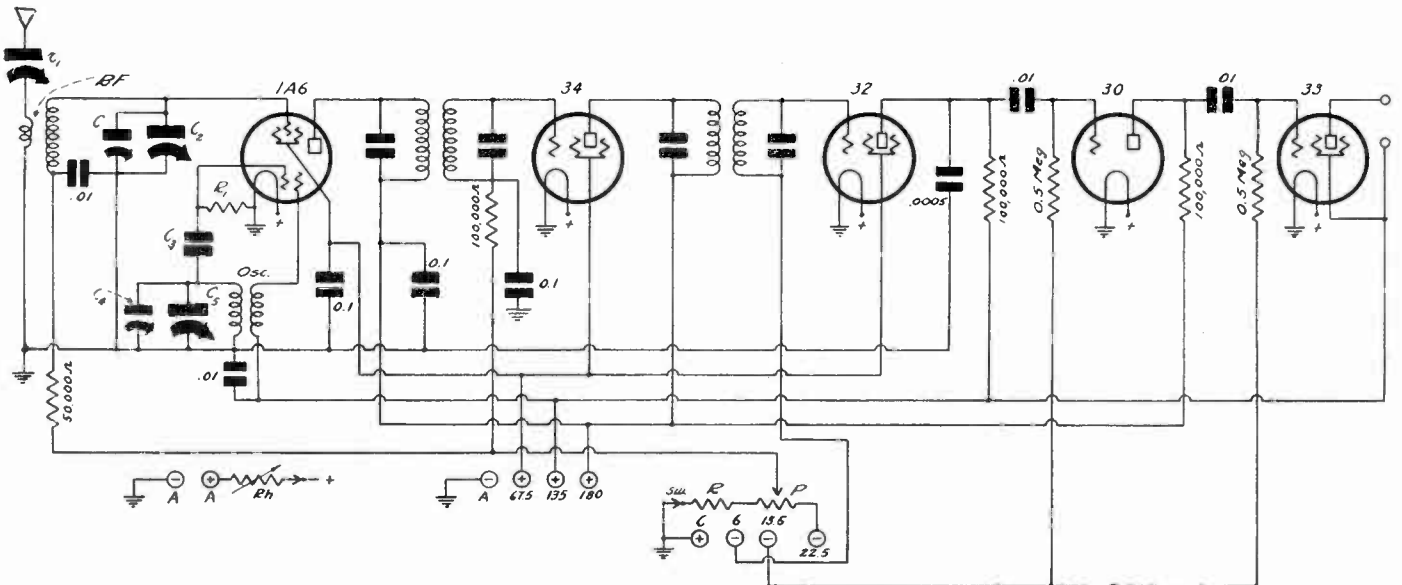 1A6 34 32 30 33
BF
C₁
C
C₂
.01
R₁
C₃
Osc.
C₄
C₅
.01
0.1
0.1
100,000Ω
0.1
.0005
100,000Ω
.01
0.5 Meg
100,000Ω
.01
0.5 Meg
50,000Ω
+ + + + +
− + Rh +
A A
− + + +
A 67.5 135 180
Sw R P
C 6 13.5
+ − − −
22.5